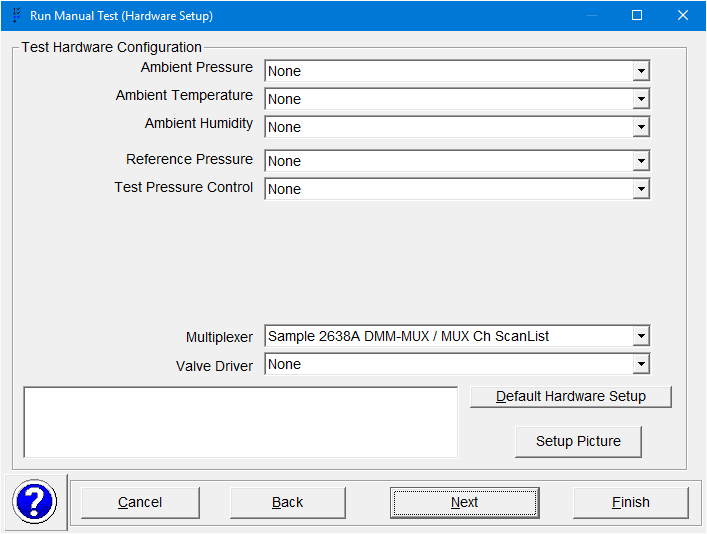 Run Manual Test (Hardware Setup)
Test Hardware Configuration
Ambient Pressure None
Ambient Temperature None
Ambient Humidity None
Reference Pressure None
Test Pressure Control None
Multiplexer Sample 2638A DMM-MUX / MUX Ch ScanList
Valve Driver None
Default Hardware Setup
Setup Picture
? Cancel Back Next Finish